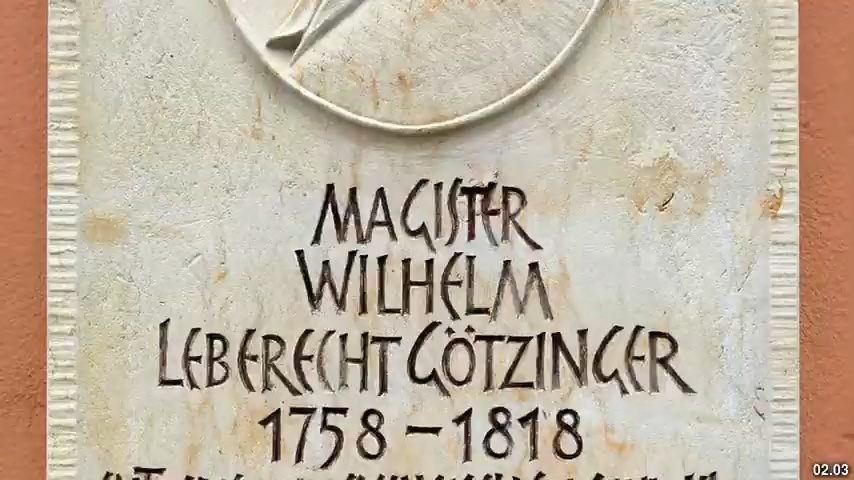 MAGISTER
WILHELM
LEBERECHT GÖTZINGER
1758 – 1818
02.03